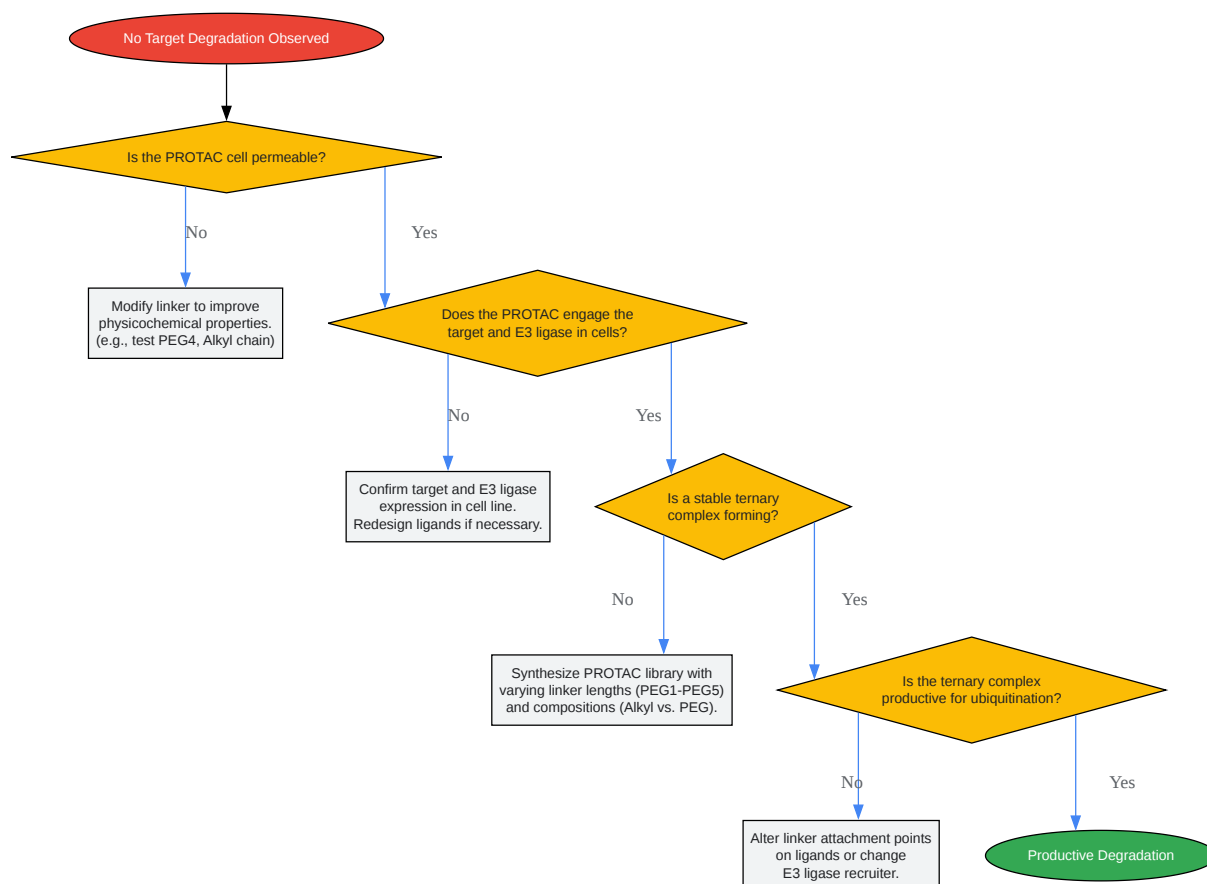 No Target Degradation Observed
Is the PROTAC cell permeable?
No
Yes
Modify linker to improve
physicochemical properties.
(e.g., test PEG4, Alkyl chain)
Does the PROTAC engage the
target and E3 ligase in cells?
No
Yes
Confirm target and E3 ligase
expression in cell line.
Redesign ligands if necessary.
Is a stable ternary
complex forming?
No
Yes
Synthesize PROTAC library with
varying linker lengths (PEG1-PEG5)
and compositions (Alkyl vs. PEG).
Is the ternary complex
productive for ubiquitination?
No
Yes
Alter linker attachment points
on ligands or change
E3 ligase recruiter.
Productive Degradation